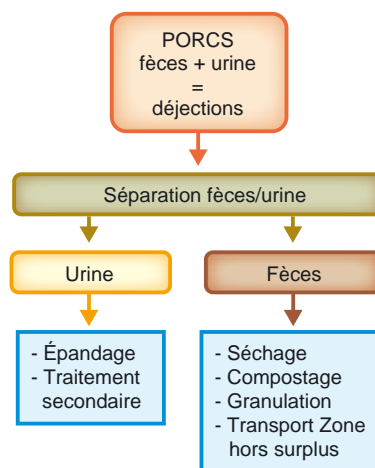 PORCS
fèces + urine
=
déjections
Séparation fèces/urine
Urine
Fèces
- Épandage
- Traitement
secondaire
- Séchage
- Compostage
- Granulation
- Transport Zone
hors surplus